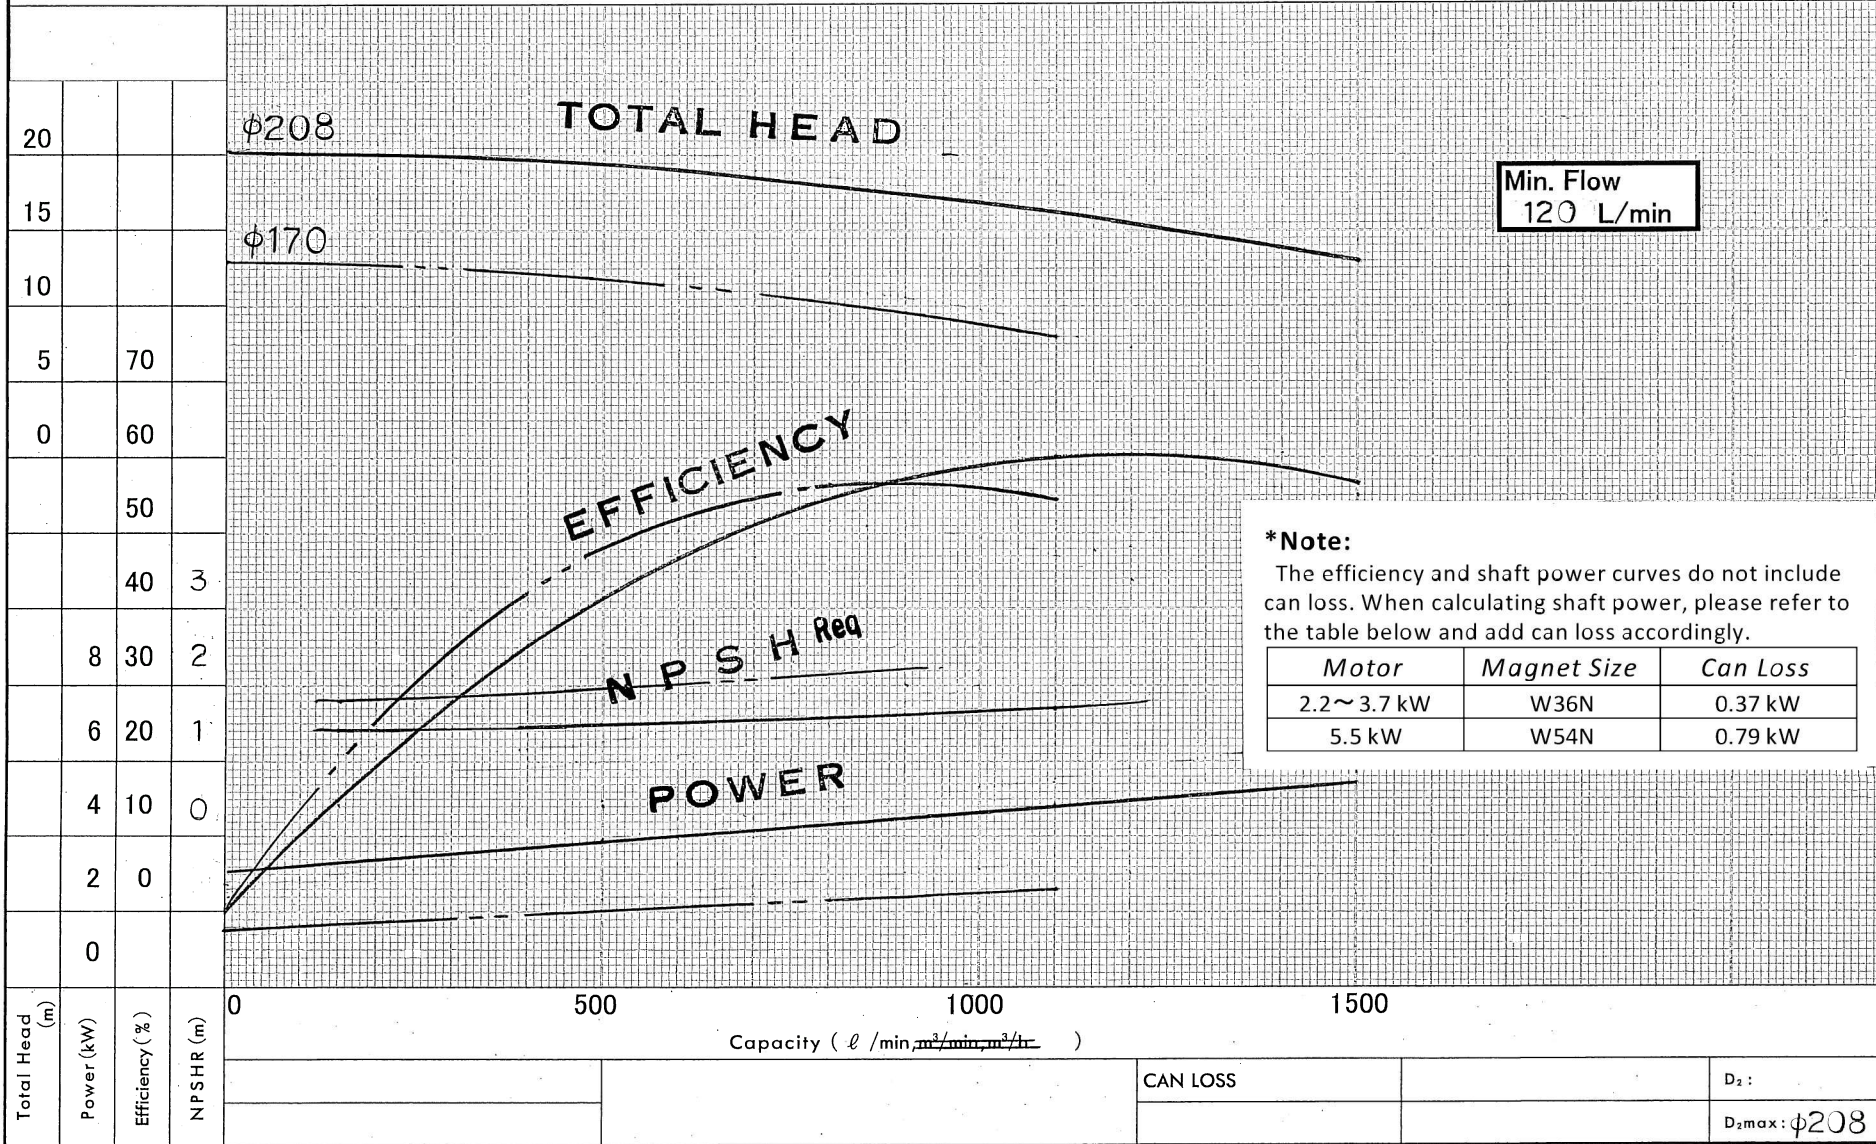 TOTAL HEAD
φ208
20
15
Min. Flow
120 L/min
φ170
10
5 70
0 60
EFFICIENCY
50
*Note:
The efficiency and shaft power curves do not include
can loss. When calculating shaft power, please refer to
the table below and add can loss accordingly.
Motor Magnet Size Can Loss
2.2~3.7 kW W36N 0.37 kW
5.5 kW W54N 0.79 kW
40 3
NPSH Req
8 30 2
6 20 1
POWER
4 10 0
2 0
0
0 500 1000 1500
Total Head (m)
Power (kW)
Efficiency (%)
NPSHR (m)
Capacity ( ℓ /min, m³/min, m³/h )
CAN LOSS
D₂ :
D₂max : φ208